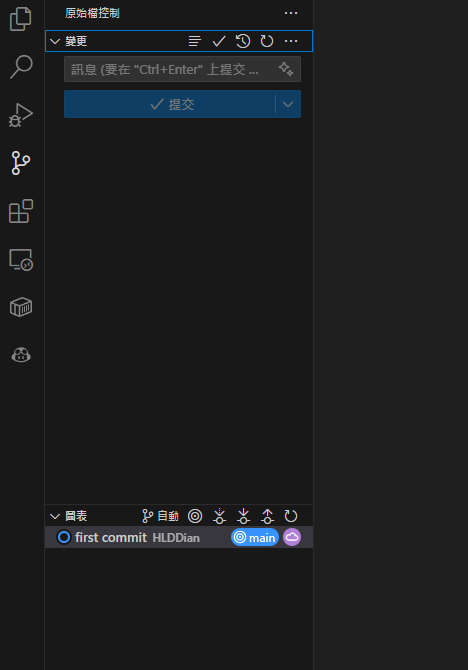 原始檔控制
變更
訊息 (要在 "Ctrl+Enter" 上提交 ...
提交
圖表 自動
first commit HLDDian main